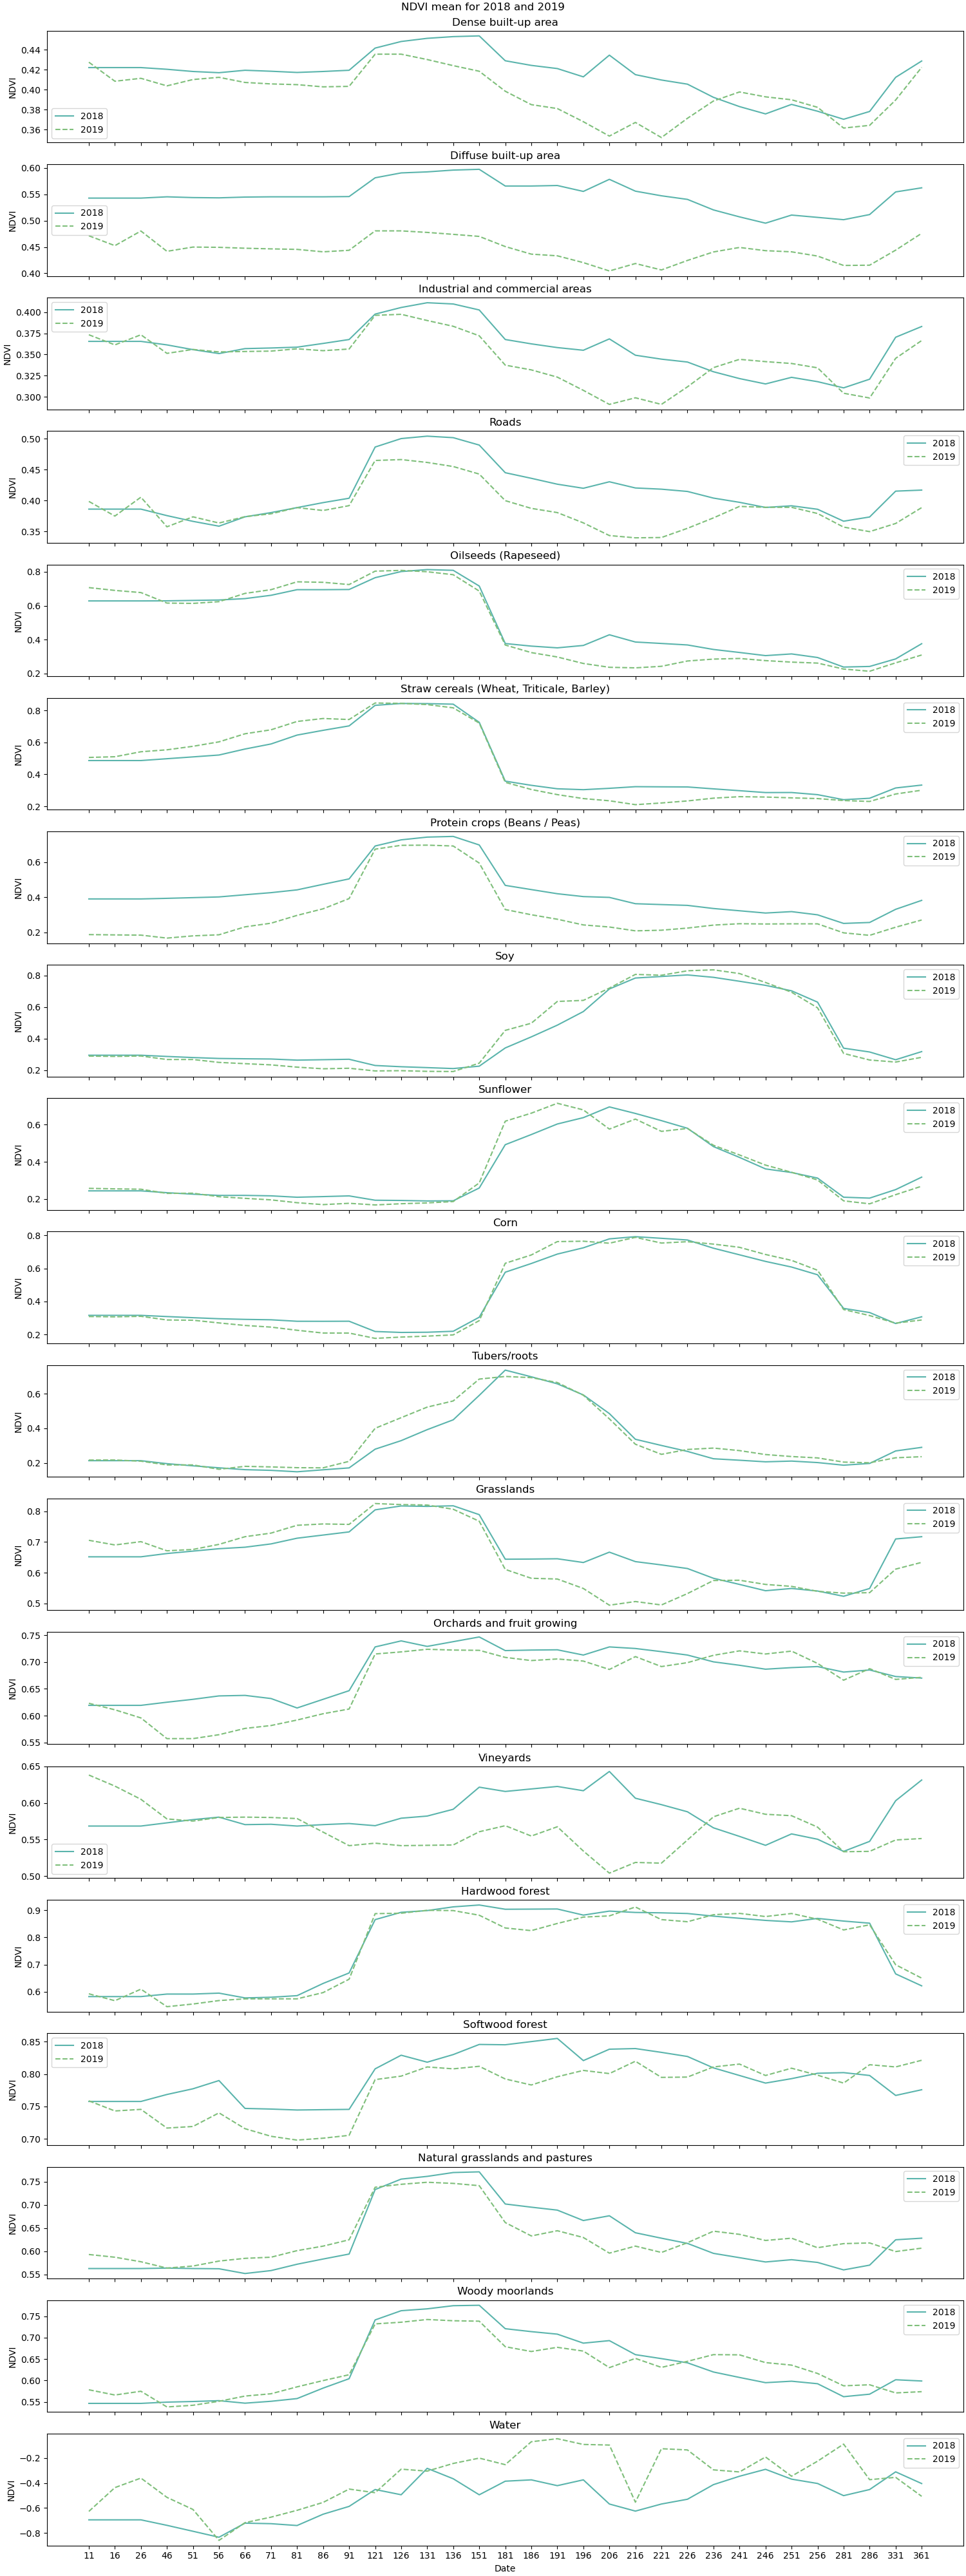 NDVI mean for 2018 and 2019
Dense built-up area
0.44
0.42
0.40
0.38
0.36
NDVI
2018
2019
Diffuse built-up area
0.60
0.55
0.50
0.45
0.40
NDVI
2018
2019
Industrial and commercial areas
0.400
0.375
0.350
0.325
0.300
NDVI
2018
2019
Roads
0.50
0.45
0.40
0.35
NDVI
2018
2019
Oilseeds (Rapeseed)
0.8
0.6
0.4
0.2
NDVI
2018
2019
Straw cereals (Wheat, Triticale, Barley)
0.8
0.6
0.4
0.2
NDVI
2018
2019
Protein crops (Beans / Peas)
0.6
0.4
0.2
NDVI
2018
2019
Soy
0.8
0.6
0.4
0.2
NDVI
2018
2019
Sunflower
0.6
0.4
0.2
NDVI
2018
2019
Corn
0.8
0.6
0.4
0.2
NDVI
2018
2019
Tubers/roots
0.6
0.4
0.2
NDVI
2018
2019
Grasslands
0.8
0.7
0.6
0.5
NDVI
2018
2019
Orchards and fruit growing
0.75
0.70
0.65
0.60
0.55
NDVI
2018
2019
Vineyards
0.65
0.60
0.55
0.50
NDVI
2018
2019
Hardwood forest
0.9
0.8
0.7
0.6
NDVI
2018
2019
Softwood forest
0.85
0.80
0.75
0.70
NDVI
2018
2019
Natural grasslands and pastures
0.75
0.70
0.65
0.60
0.55
NDVI
2018
2019
Woody moorlands
0.75
0.70
0.65
0.60
0.55
NDVI
2018
2019
Water
−0.2
−0.4
−0.6
−0.8
NDVI
2018
2019
11 16 26 46 51 56 66 76 81 86 91 121 126 131 136 151 181 186 191 196 206 216 221 226 236 241 246 251 256 281 286 331 361
Date